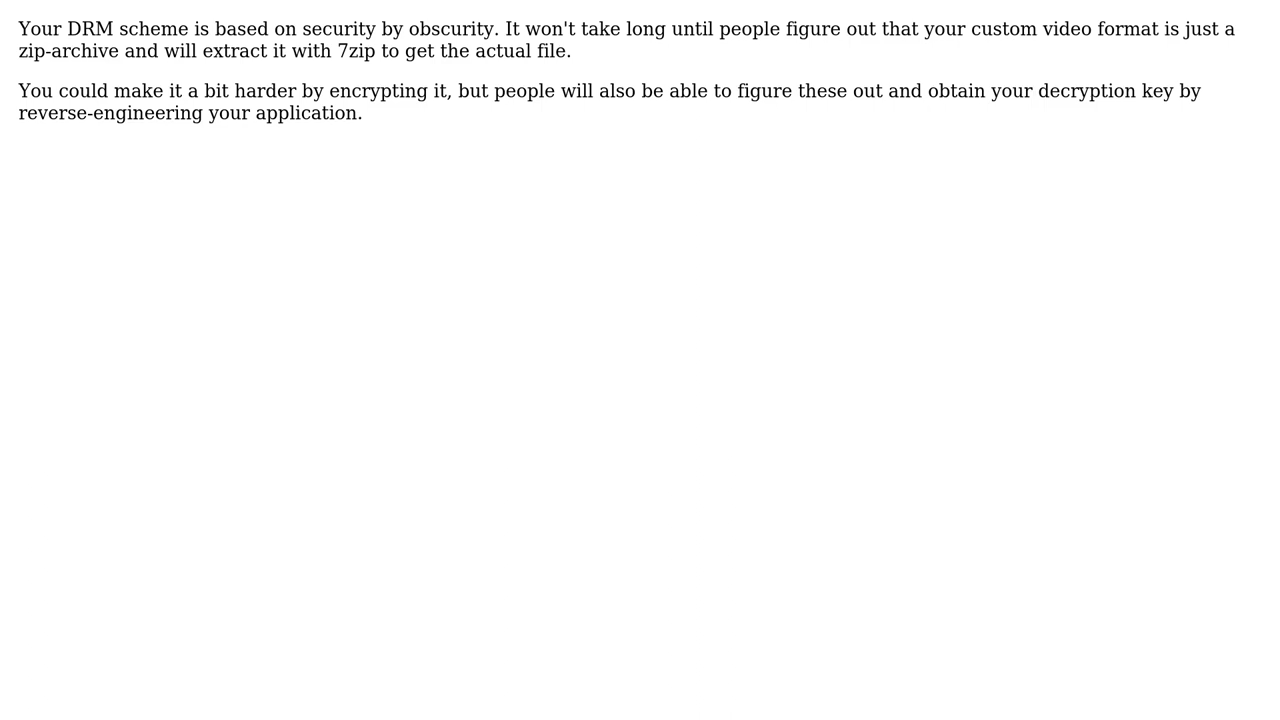 Your DRM scheme is based on security by obscurity. It won't take long until people figure out that your custom video format is just a
zip-archive and will extract it with 7zip to get the actual file.
You could make it a bit harder by encrypting it, but people will also be able to figure these out and obtain your decryption key by
reverse-engineering your application.